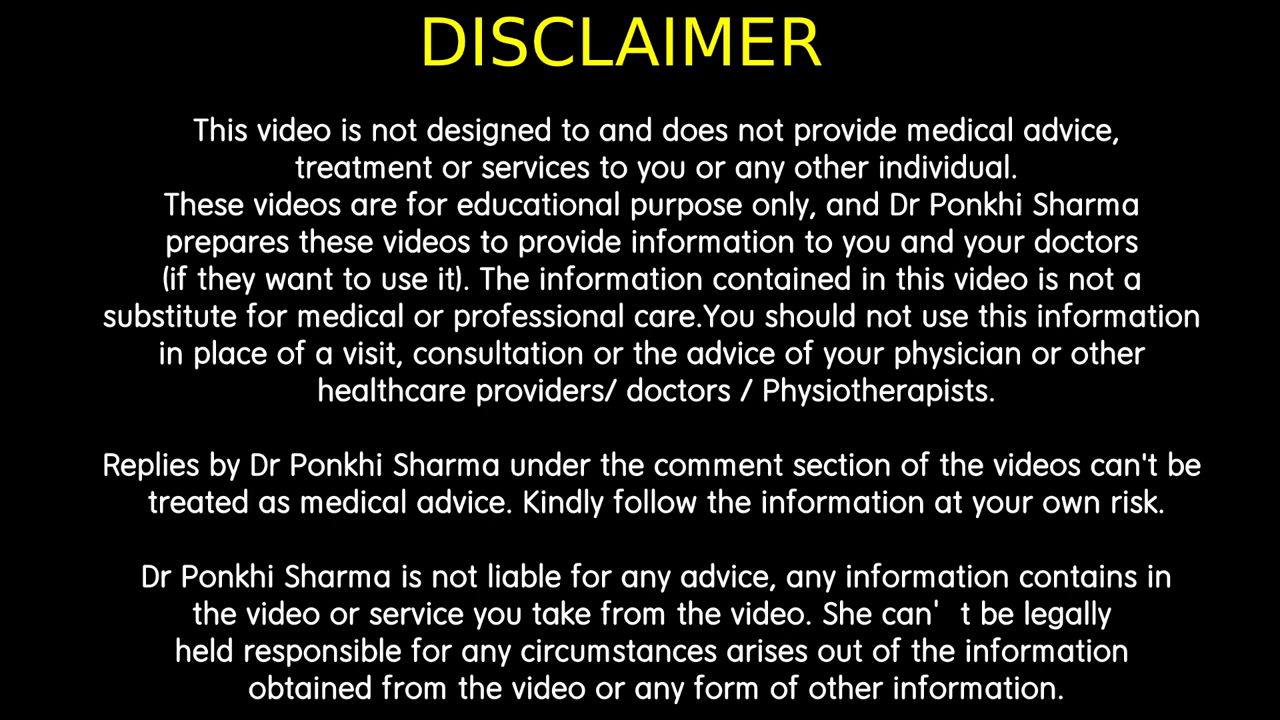 DISCLAIMER
This video is not designed to and does not provide medical advice,
treatment or services to you or any other individual.
These videos are for educational purpose only, and Dr Ponkhi Sharma
prepares these videos to provide information to you and your doctors
(if they want to use it). The information contained in this video is not a
substitute for medical or professional care.You should not use this information
in place of a visit, consultation or the advice of your physician or other
healthcare providers/ doctors / Physiotherapists.
Replies by Dr Ponkhi Sharma under the comment section of the videos can't be
treated as medical advice. Kindly follow the information at your own risk.
Dr Ponkhi Sharma is not liable for any advice, any information contains in
the video or service you take from the video. She can' t be legally
held responsible for any circumstances arises out of the information
obtained from the video or any form of other information.